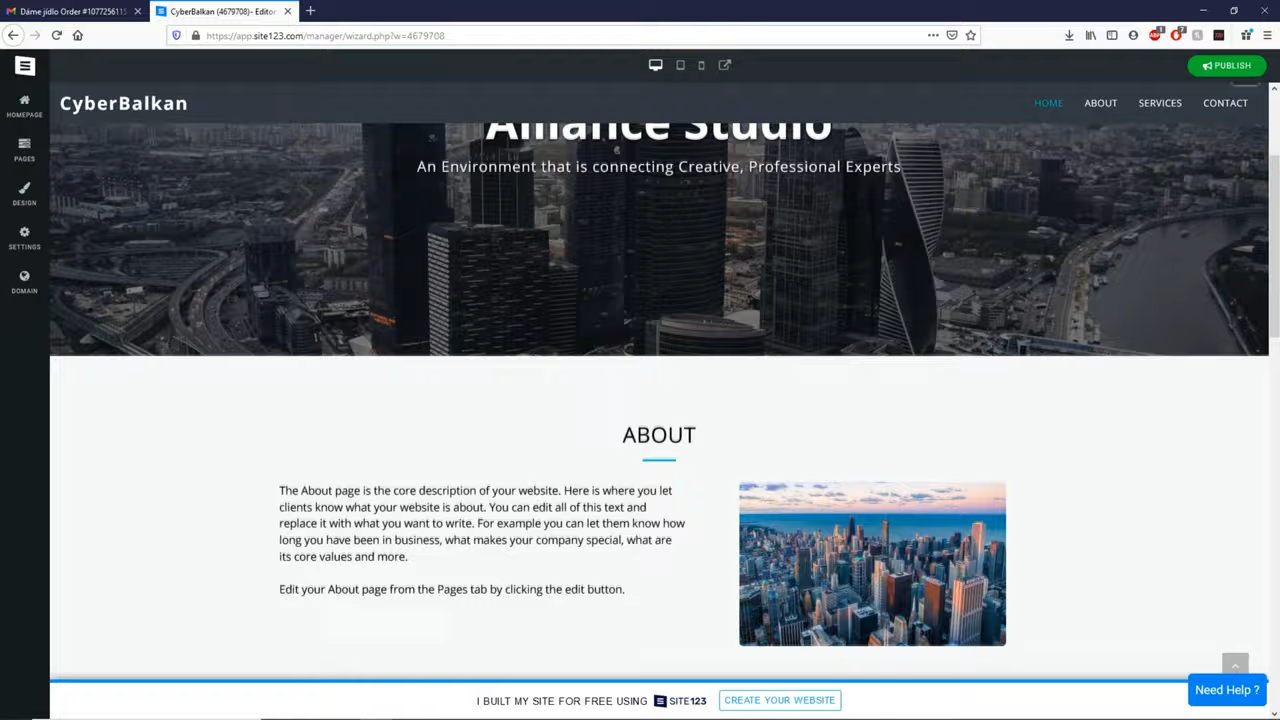 Dáme jídlo Order #1077256115
CyberBalkan (4679708)- Editor
https://app.site123.com/manager/wizard.php?w=4679708
PUBLISH
HOMEPAGE
PAGES
DESIGN
SETTINGS
DOMAIN
CyberBalkan
HOME ABOUT SERVICES CONTACT
Alliance Studio
An Environment that is connecting Creative, Professional Experts
ABOUT
The About page is the core description of your website. Here is where you let
clients know what your website is about. You can edit all of this text and
replace it with what you want to write. For example you can let them know how
long you have been in business, what makes your company special, what are
its core values and more.
Edit your About page from the Pages tab by clicking the edit button.
I BUILT MY SITE FOR FREE USING SITE123 CREATE YOUR WEBSITE
Need Help ?